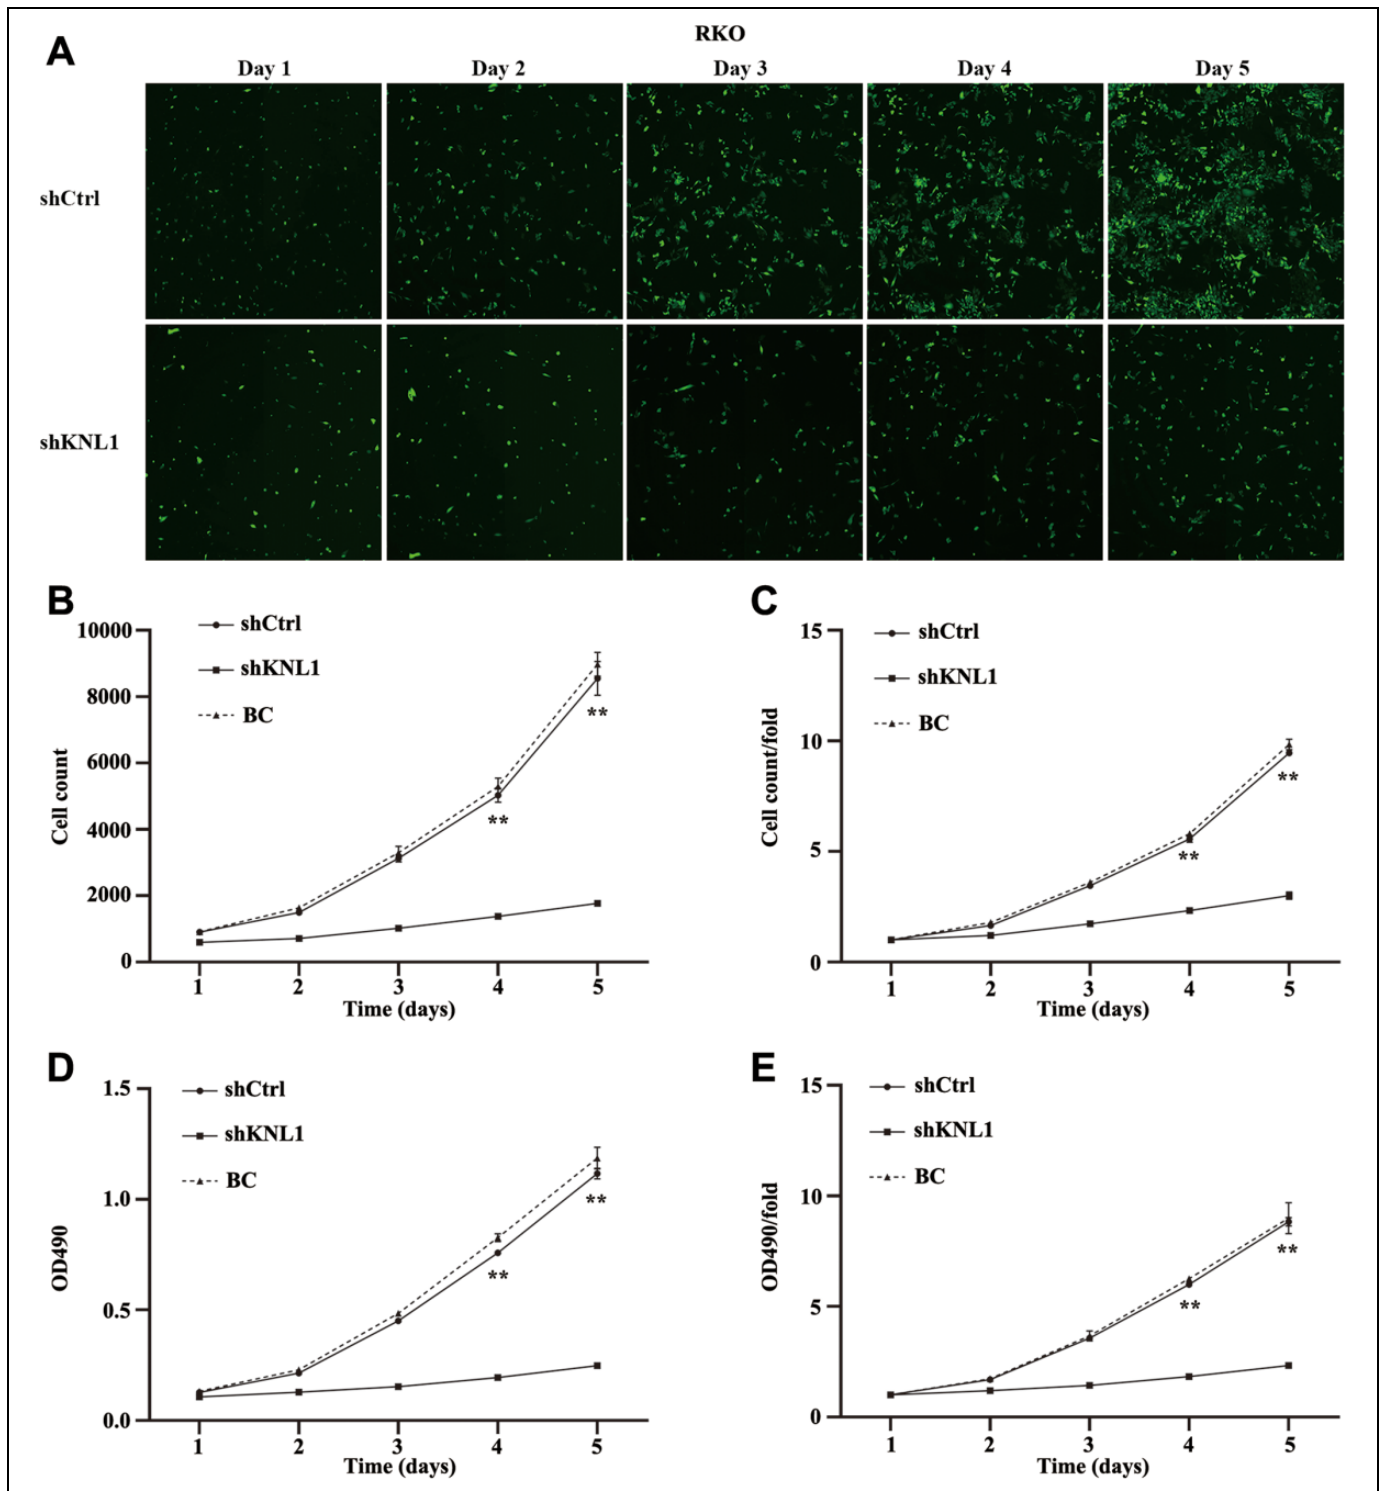 A
RKO
Day 1 Day 2 Day 3 Day 4 Day 5
shCtrl
shKNL1
B
shCtrl
shKNL1
BC
10000
8000
6000
4000
2000
0
Cell count
**
**
1 2 3 4 5
Time (days)
C
shCtrl
shKNL1
BC
15
10
5
0
Cell count/fold
**
**
1 2 3 4 5
Time (days)
D
shCtrl
shKNL1
BC
1.5
1.0
0.5
0.0
OD490
**
**
1 2 3 4 5
Time (days)
E
shCtrl
shKNL1
BC
15
10
5
0
OD490/fold
**
**
1 2 3 4 5
Time (days)